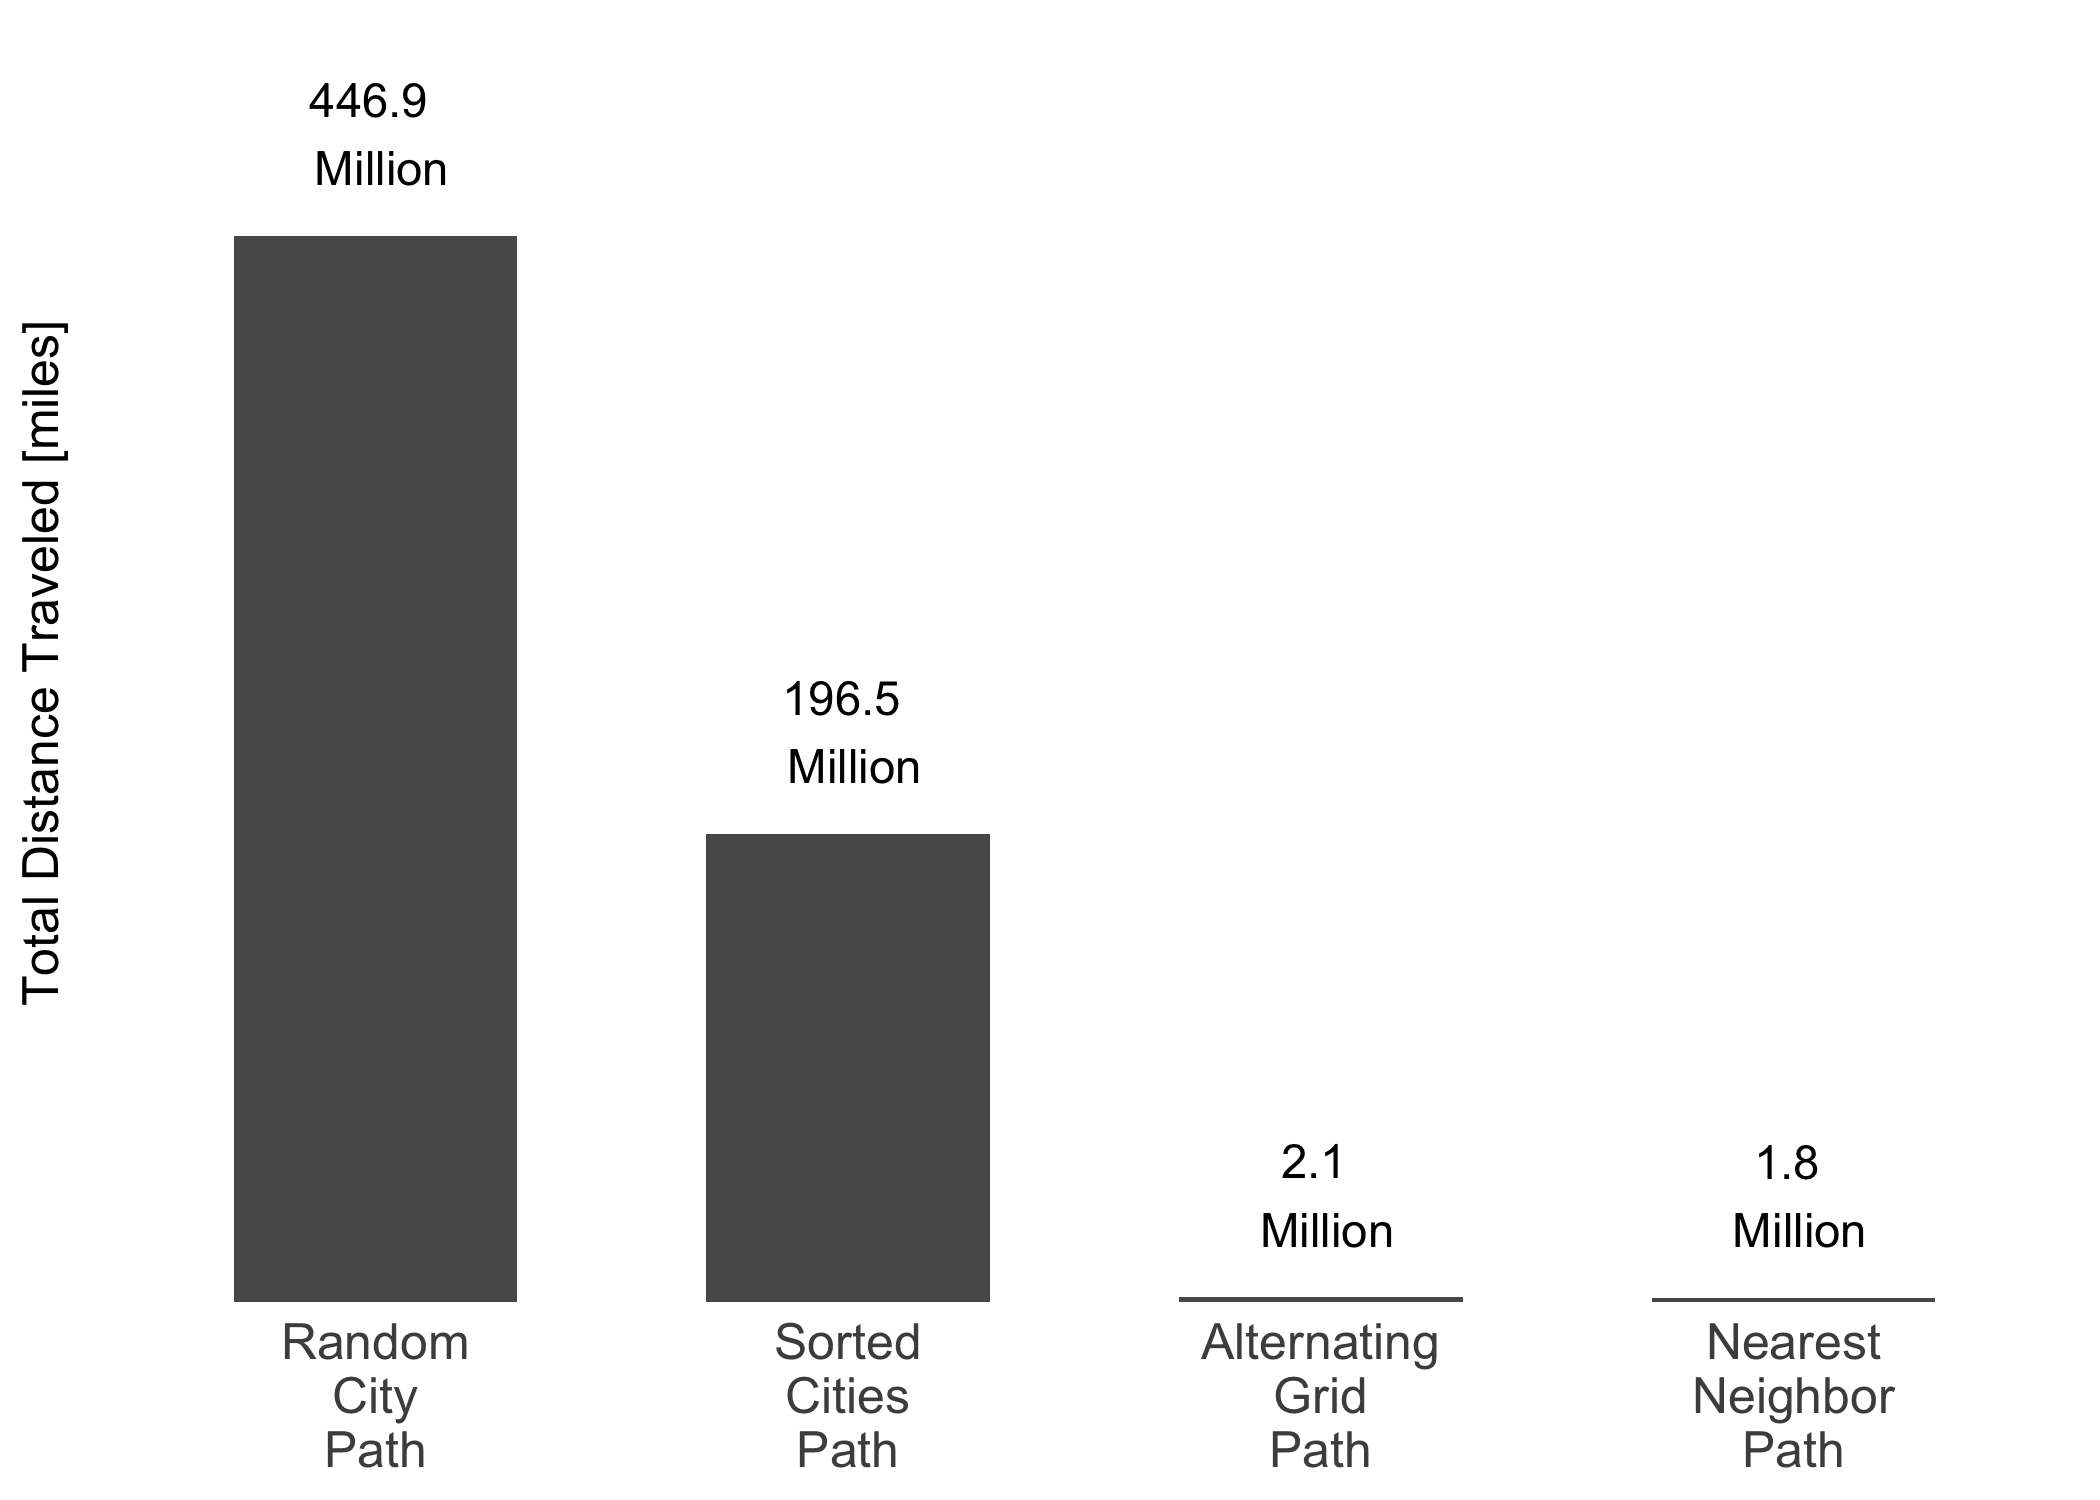 Total Distance Traveled [miles]
446.9
Million
196.5
Million
2.1
Million
1.8
Million
Random
City
Path
Sorted
Cities
Path
Alternating
Grid
Path
Nearest
Neighbor
Path